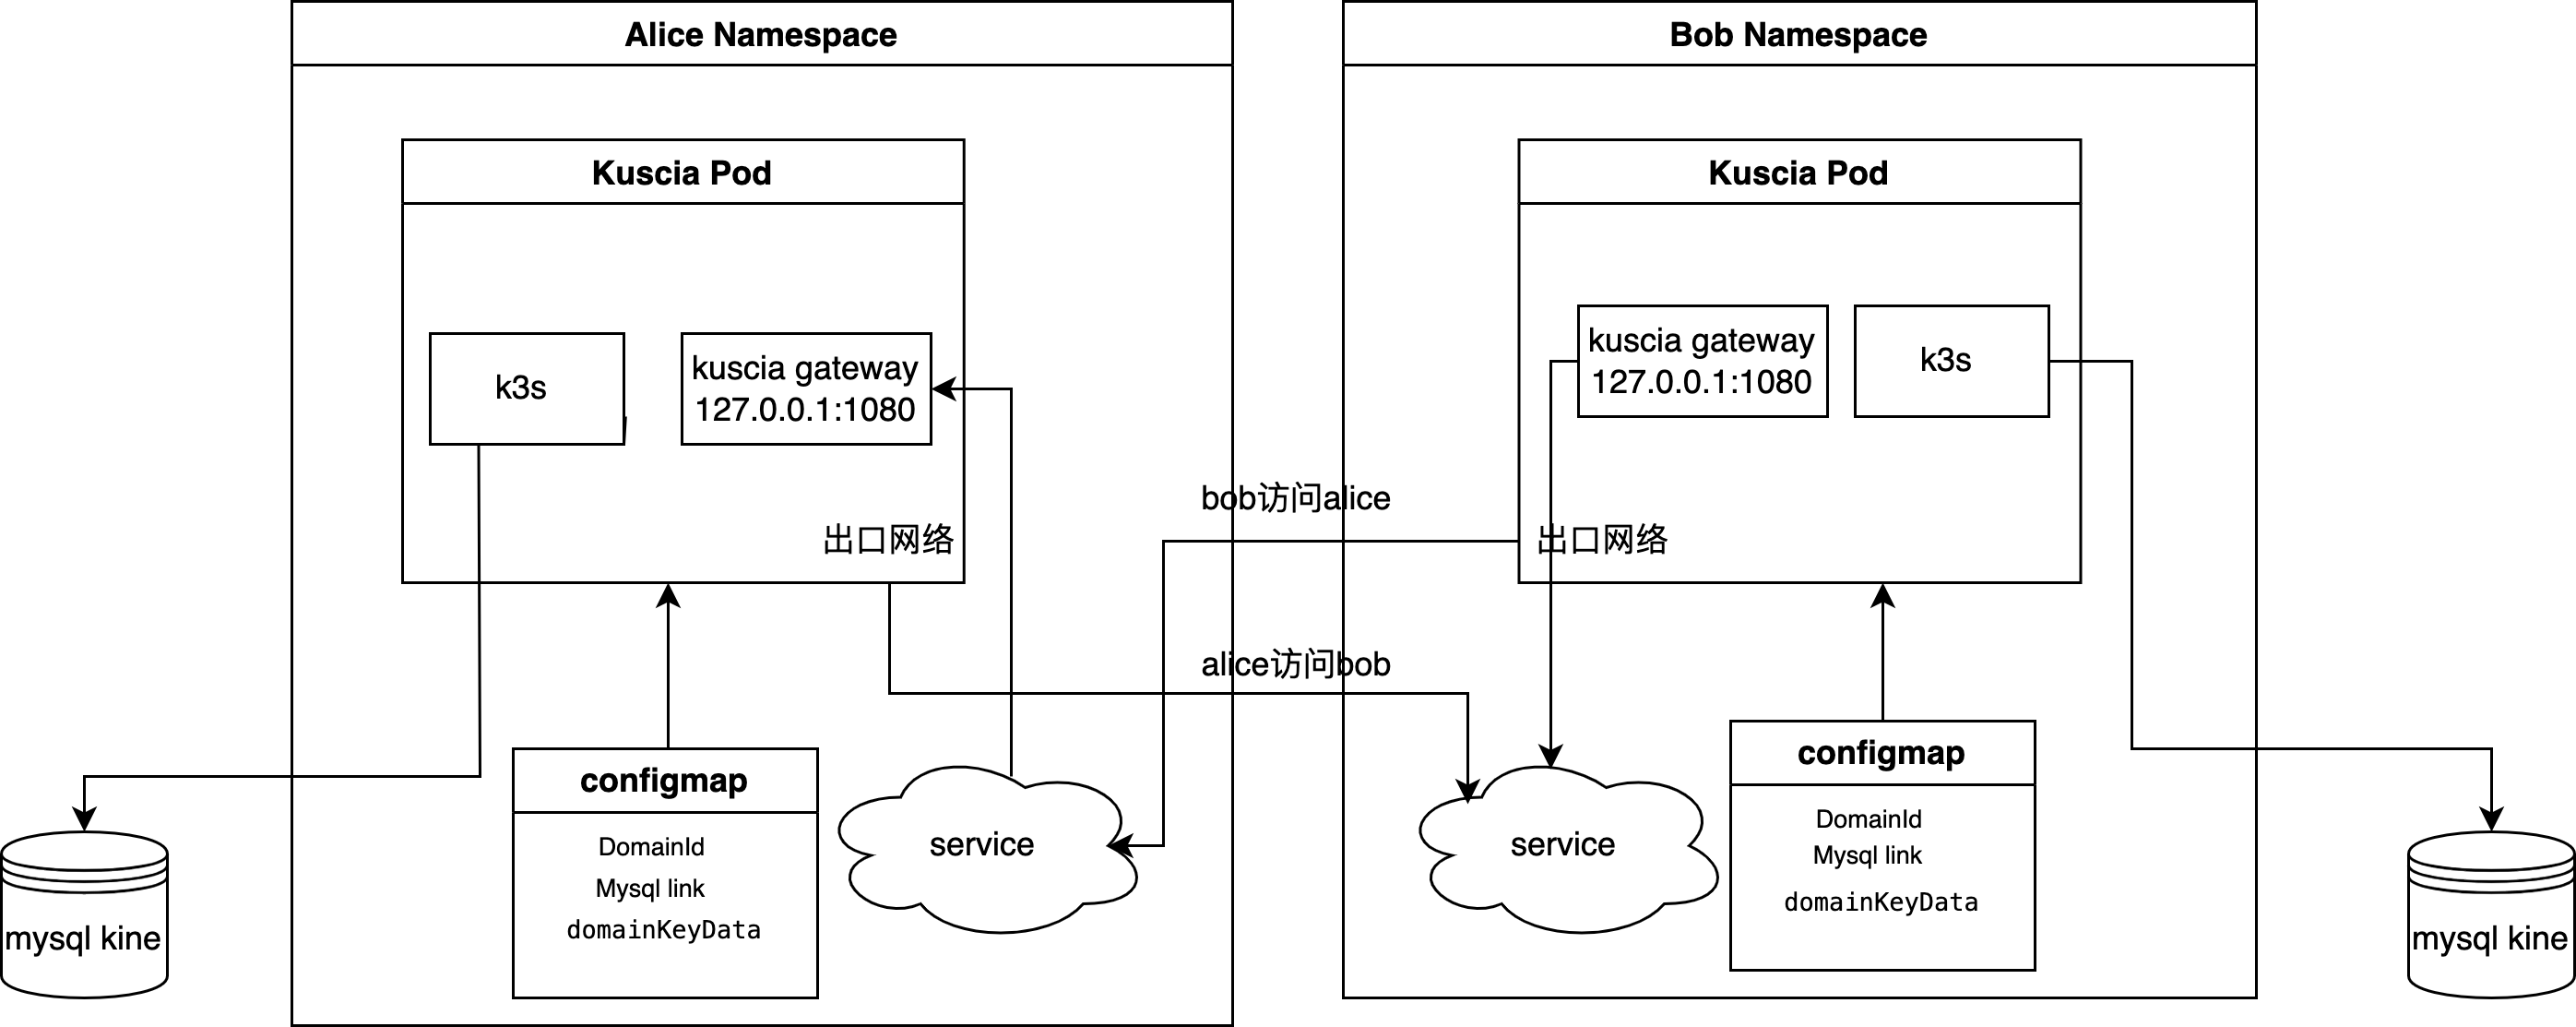 Alice Namespace
Kuscia Pod
k3s
kuscia gateway
127.0.0.1:1080
出口网络
configmap
DomainId
Mysql link
domainKeyData
service
mysql kine
bob访问alice
alice访问bob
Bob Namespace
Kuscia Pod
kuscia gateway
127.0.0.1:1080
k3s
出口网络
service
configmap
DomainId
Mysql link
domainKeyData
mysql kine